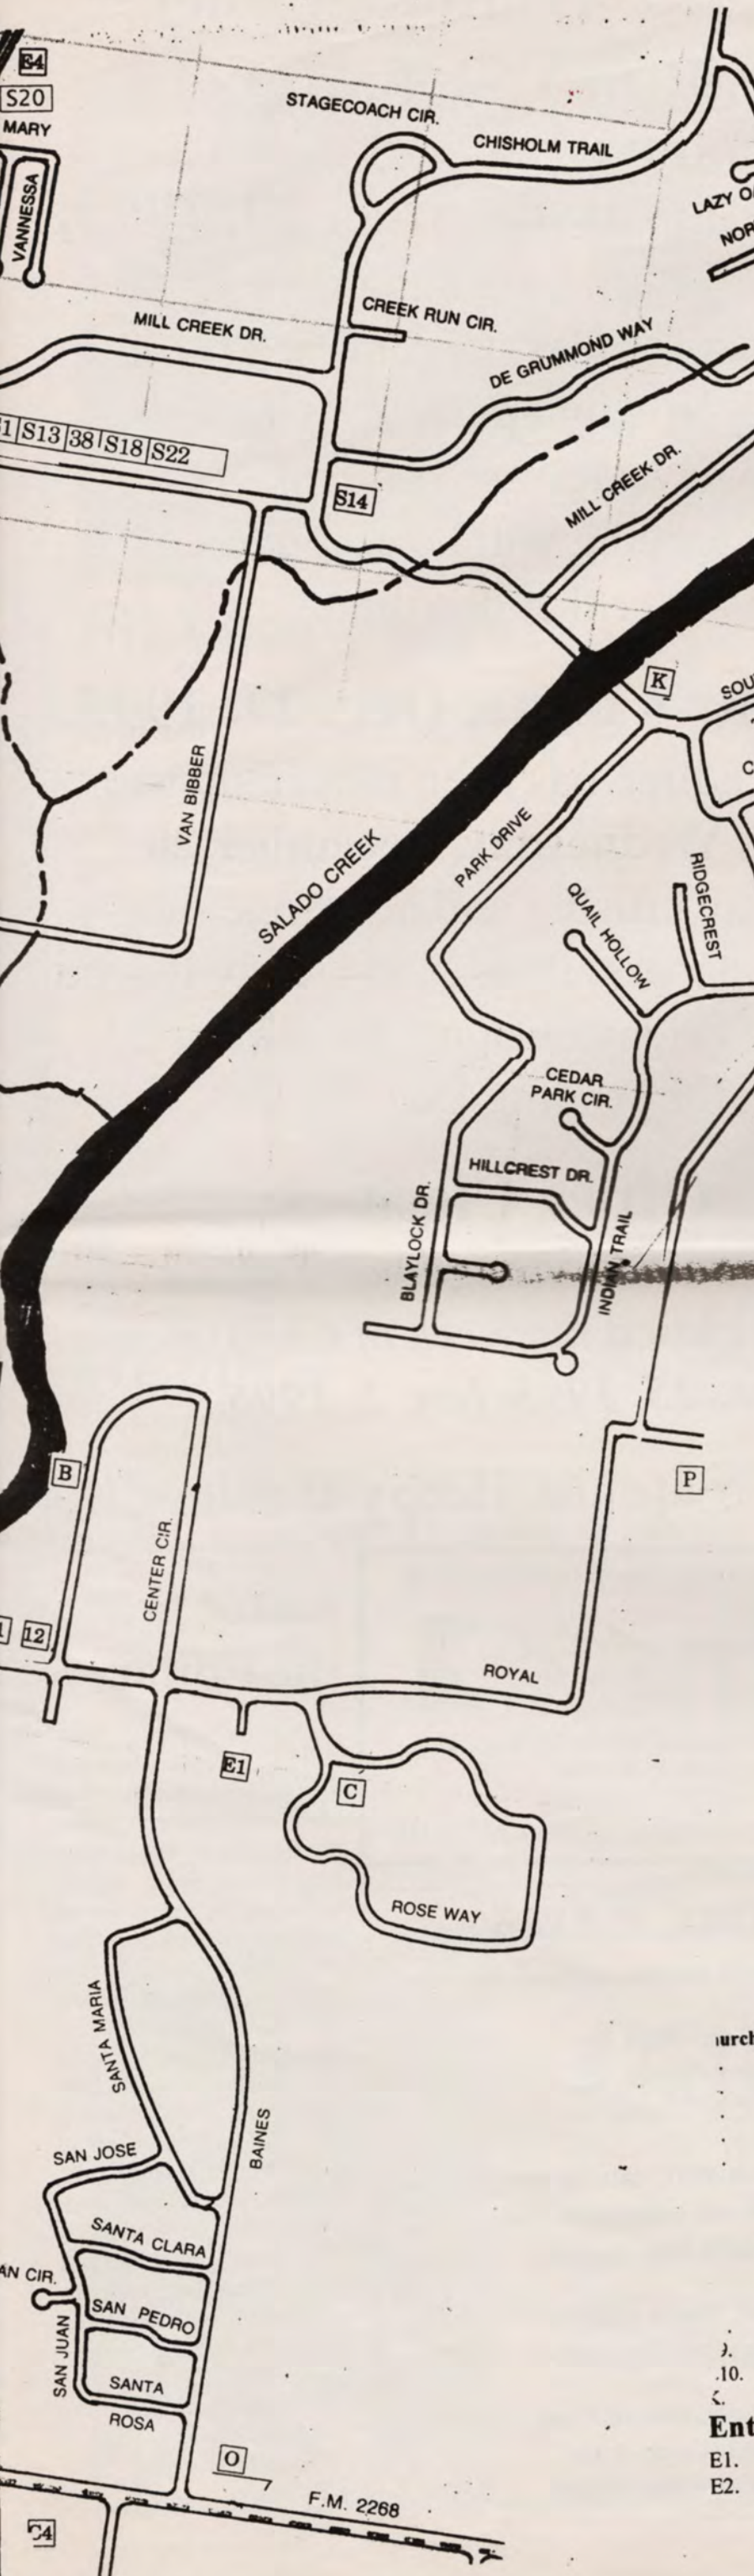 E4
S20
MARY
VANNESSA
STAGECOACH CIR.
CHISHOLM TRAIL
LAZY
CREEK RUN CIR.
MILL CREEK DR.
DE GRUMMOND WAY
S13 38 S18 S22
S14
MILL CREEK DR.
K
VAN BIBBER
SALADO CREEK
PARK DRIVE
RIDGECREST
QUAIL HOLLOW
CEDAR
PARK CIR.
HILLCREST DR.
BLAYLOCK DR.
INDIAN TRAIL
B
P
CENTER CIR.
12
ROYAL
E1
C
ROSE WAY
SANTA MARIA
BAINES
SAN JOSE
SANTA CLARA
CIR.
SAN PEDRO
SAN JUAN
SANTA
ROSA
O
F.M. 2268
10.
E1.
E2.